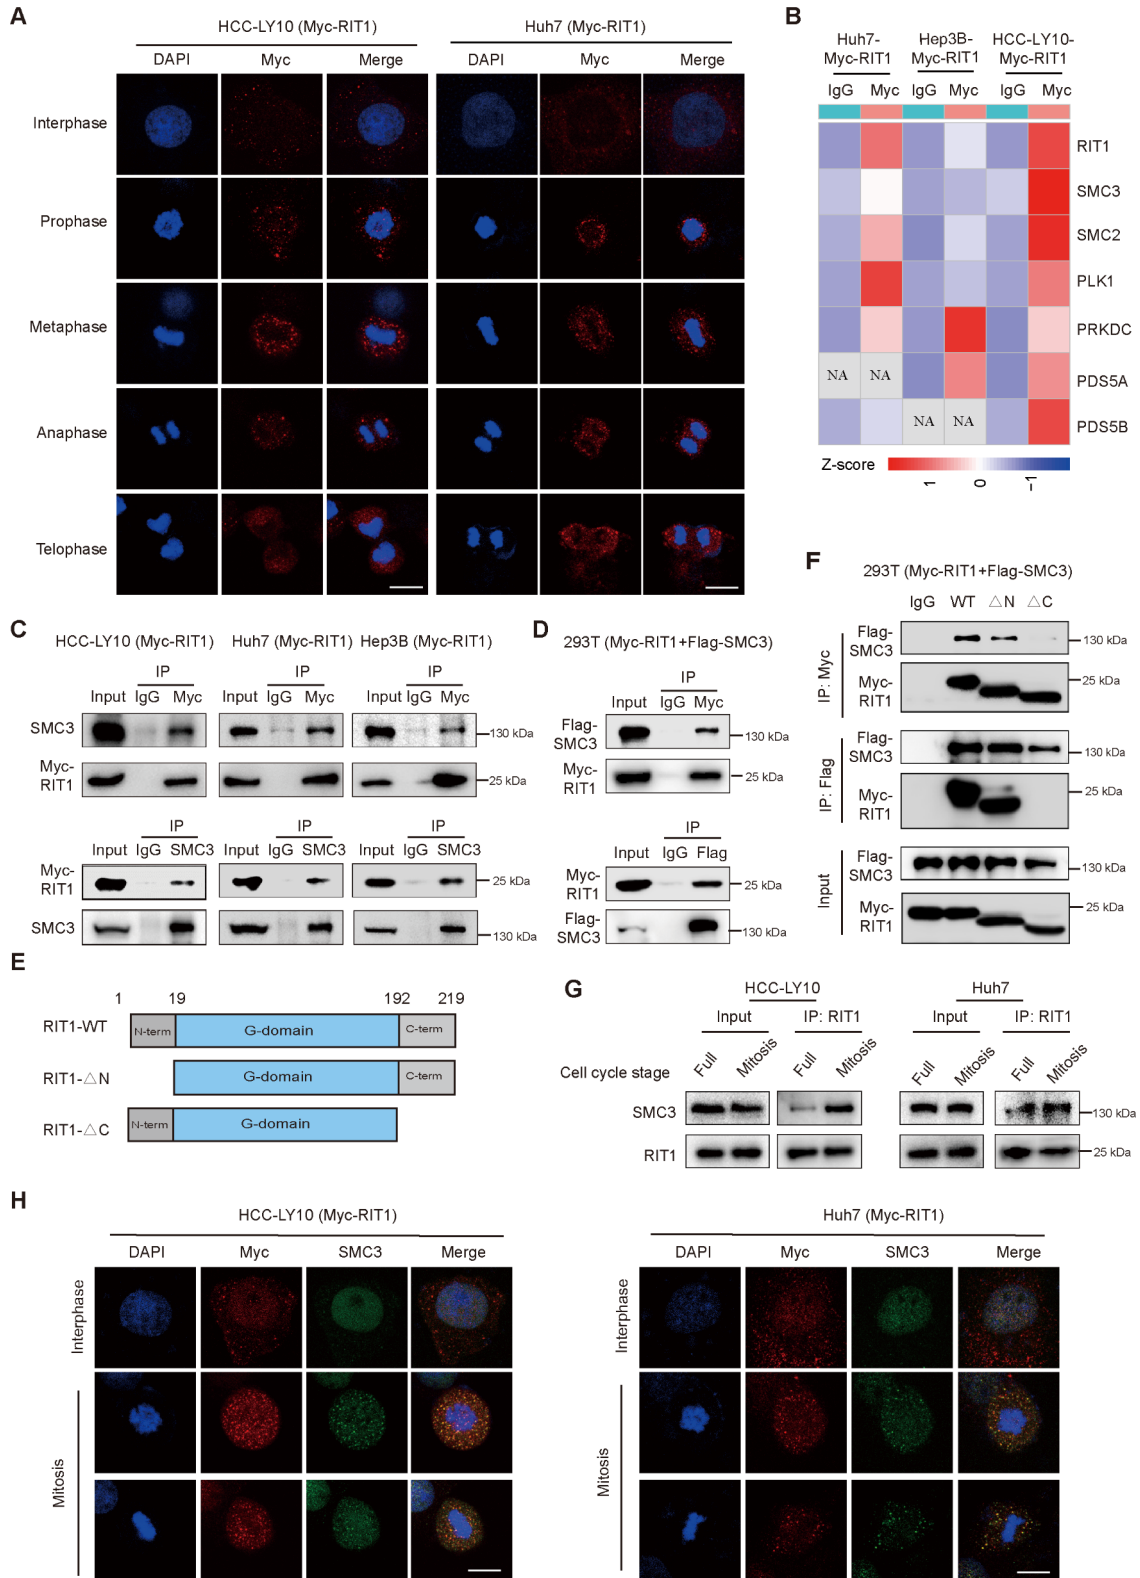 A
HCC-LY10 (Myc-RIT1)
Huh7 (Myc-RIT1)
DAPI Myc Merge DAPI Myc Merge
Interphase
Prophase
Metaphase
Anaphase
Telophase
B
Huh7-
Myc-RIT1
Hep3B-
Myc-RIT1
HCC-LY10-
Myc-RIT1
IgG Myc IgG Myc IgG Myc
RIT1
SMC3
SMC2
PLK1
PRKDC
NA NA PDS5A
NA NA PDS5B
Z-score
1 0 -1
C
HCC-LY10 (Myc-RIT1) Huh7 (Myc-RIT1) Hep3B (Myc-RIT1)
IP IP IP
Input IgG Myc Input IgG Myc Input IgG Myc
SMC3
130 kDa
Myc-
RIT1
25 kDa
IP IP IP
Input IgG SMC3 Input IgG SMC3 Input IgG SMC3
Myc-
RIT1
25 kDa
SMC3
130 kDa
D
293T (Myc-RIT1+Flag-SMC3)
IP
Input IgG Myc
Flag-
SMC3
130 kDa
Myc-
RIT1
25 kDa
IP
Input IgG Flag
Myc-
RIT1
25 kDa
Flag-
SMC3
130 kDa
E
1 19 192 219
RIT1-WT N-term G-domain C-term
RIT1-△N G-domain C-term
RIT1-△C N-term G-domain
F
293T (Myc-RIT1+Flag-SMC3)
IgG WT △N △C
IP: Myc
Flag-
SMC3
130 kDa
Myc-
RIT1
25 kDa
IP: Flag
Flag-
SMC3
130 kDa
Myc-
RIT1
25 kDa
Input
Flag-
SMC3
130 kDa
Myc-
RIT1
25 kDa
G
HCC-LY10 Huh7
Input IP: RIT1 Input IP: RIT1
Cell cycle stage Full Mitosis Full Mitosis Full Mitosis Full Mitosis
SMC3
130 kDa
RIT1
25 kDa
H
HCC-LY10 (Myc-RIT1)
DAPI Myc SMC3 Merge
Interphase
Mitosis
Huh7 (Myc-RIT1)
DAPI Myc SMC3 Merge
Interphase
Mitosis